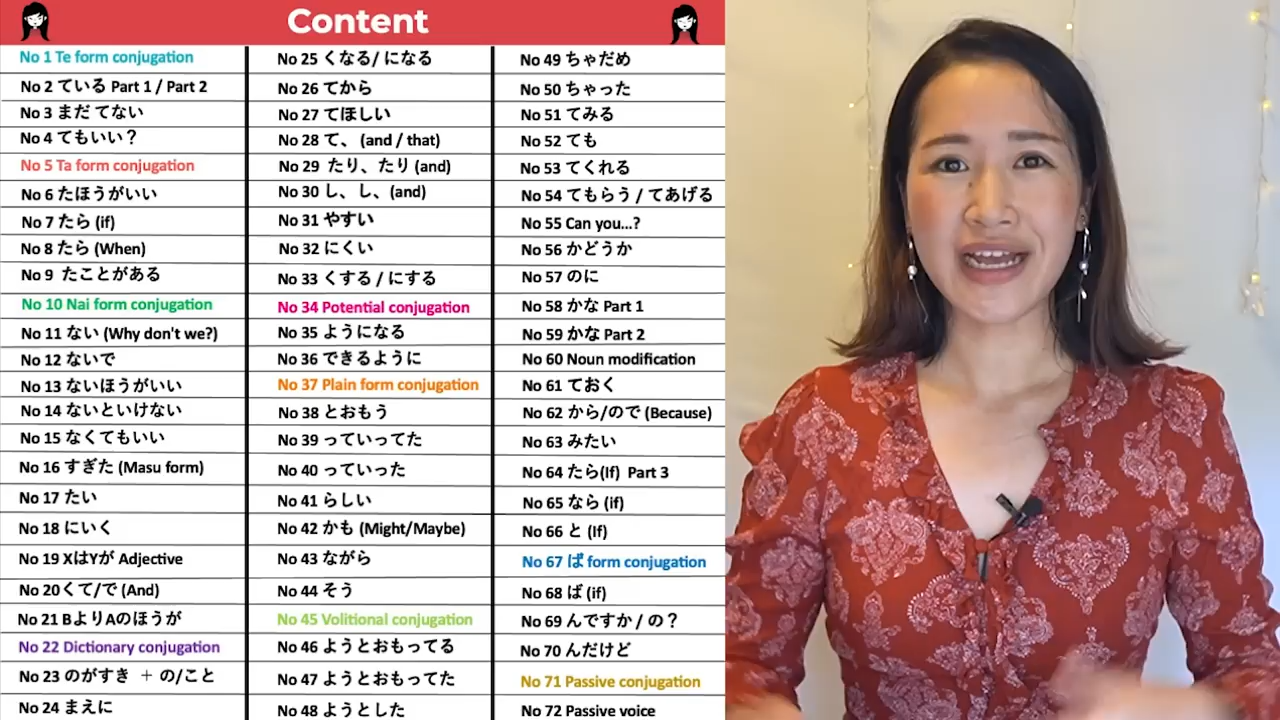 Content
No 1 Te form conjugation
No 2 ている Part 1 / Part 2
No 3 まだ てない
No 4 てもいい？
No 5 Ta form conjugation
No 6 たほうがいい
No 7 たら (if)
No 8 たら (When)
No 9 たことがある
No 10 Nai form conjugation
No 11 ない (Why don't we?)
No 12 ないで
No 13 ないほうがいい
No 14 ないといけない
No 15 なくてもいい
No 16 すぎた (Masu form)
No 17 たい
No 18 にいく
No 19 XはYが Adjective
No 20 くて/で (And)
No 21 BよりAのほうが
No 22 Dictionary conjugation
No 23 のがすき ＋ の/こと
No 24 まえに
No 25 くなる/ になる
No 26 てから
No 27 てほしい
No 28 て、 (and / that)
No 29 たり、たり (and)
No 30 し、し、(and)
No 31 やすい
No 32 にくい
No 33 くする / にする
No 34 Potential conjugation
No 35 ようになる
No 36 できるように
No 37 Plain form conjugation
No 38 とおもう
No 39 っていってた
No 40 っていった
No 41 らしい
No 42 かも (Might/Maybe)
No 43 ながら
No 44 そう
No 45 Volitional conjugation
No 46 ようとおもってる
No 47 ようとおもってた
No 48 ようとした
No 49 ちゃだめ
No 50 ちゃった
No 51 てみる
No 52 ても
No 53 てくれる
No 54 てもらう / てあげる
No 55 Can you...?
No 56 かどうか
No 57 のに
No 58 かな Part 1
No 59 かな Part 2
No 60 Noun modification
No 61 ておく
No 62 から/ので (Because)
No 63 みたい
No 64 たら(If) Part 3
No 65 なら (if)
No 66 と (If)
No 67 ば form conjugation
No 68 ば (if)
No 69 んですか / の？
No 70 んだけど
No 71 Passive conjugation
No 72 Passive voice